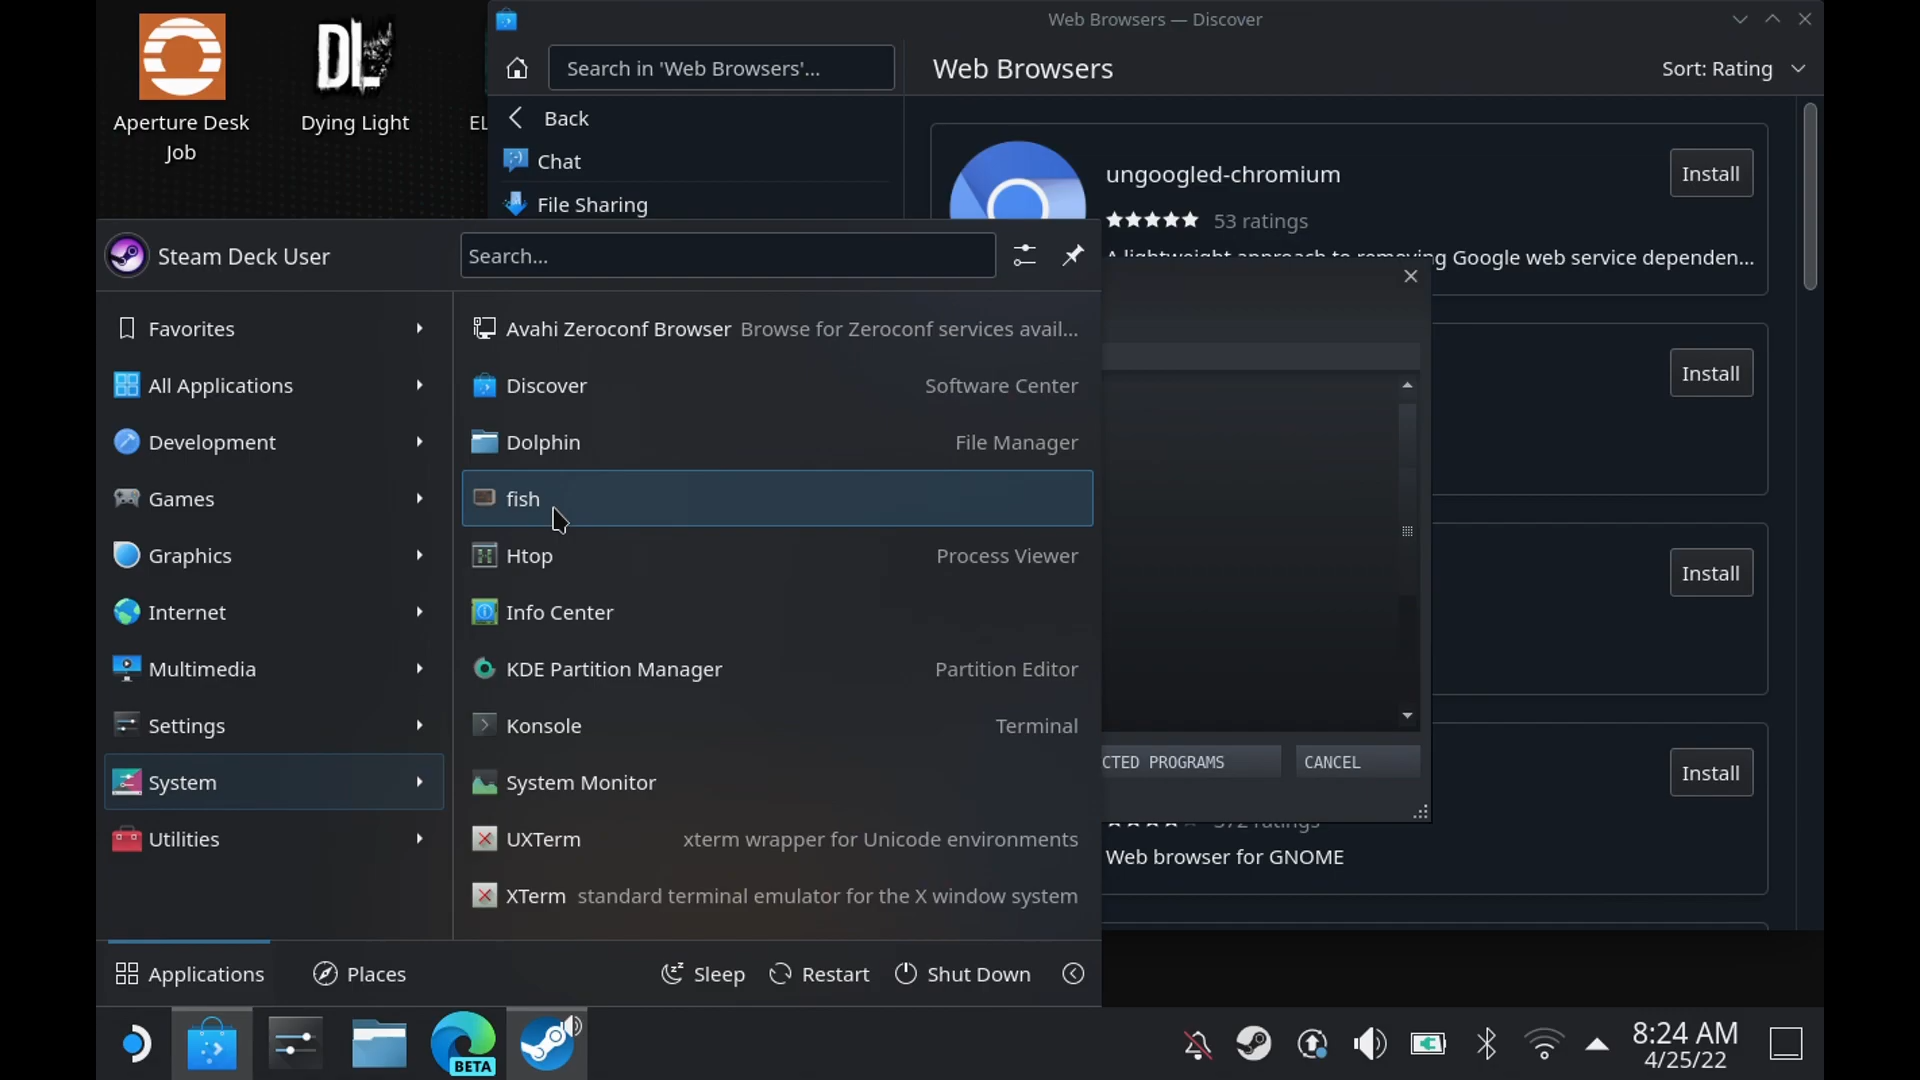 Web Browsers — Discover
Aperture Desk
Job
DL
Dying Light
EL
Search in 'Web Browsers'...
Web Browsers
Sort: Rating
Back
Chat
File Sharing
ungoogled-chromium
53 ratings
Install
Google web service dependen...
Steam Deck User
Search...
Favorites
All Applications
Development
Games
Graphics
Internet
Multimedia
Settings
System
Utilities
Avahi Zeroconf Browser Browse for Zeroconf services avail...
Discover Software Center
Dolphin File Manager
fish
Htop Process Viewer
Info Center
KDE Partition Manager Partition Editor
Konsole Terminal
System Monitor
UXTerm xterm wrapper for Unicode environments
XTerm standard terminal emulator for the X window system
Install
Install
Install
CTED PROGRAMS
CANCEL
ratings
Web browser for GNOME
Applications
Places
Sleep
Restart
Shut Down
BETA
8:24 AM
4/25/22